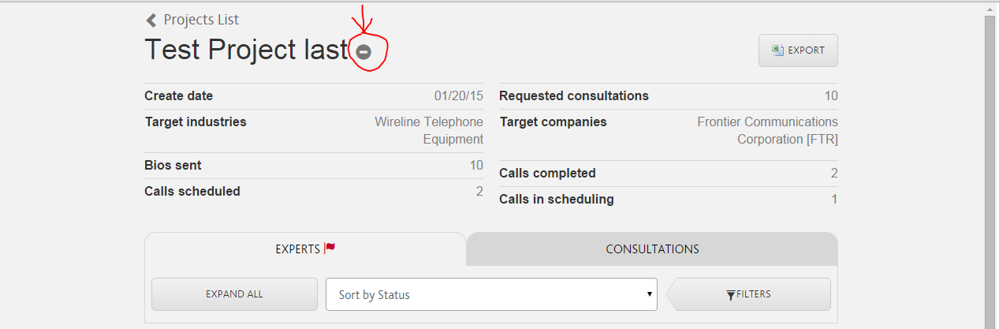 Projects List
Test Project last
EXPORT
Create date 01/20/15
Target industries Wireline Telephone
Equipment
Bios sent 10
Calls scheduled 2
Requested consultations 10
Target companies Frontier Communications
Corporation [FTR]
Calls completed 2
Calls in scheduling 1
EXPERTS
CONSULTATIONS
EXPAND ALL
Sort by Status
FILTERS